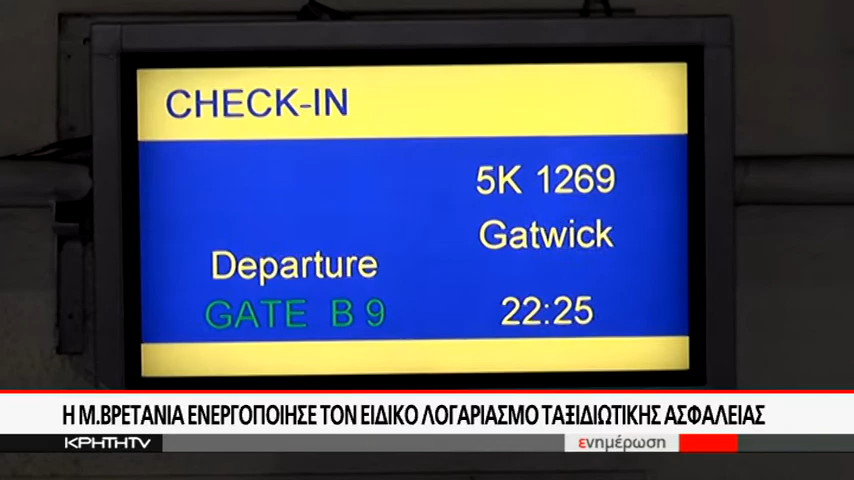 CHECK-IN
5K 1269
Gatwick
Departure
GATE B 9
22:25
Η Μ.ΒΡΕΤΑΝΙΑ ΕΝΕΡΓΟΠΟΙΗΣΕ ΤΟΝ ΕΙΔΙΚΟ ΛΟΓΑΡΙΑΣΜΟ ΤΑΞΙΔΙΩΤΙΚΗΣ ΑΣΦΑΛΕΙΑΣ
ΚΡΗΤΗTV
ενημέρωση